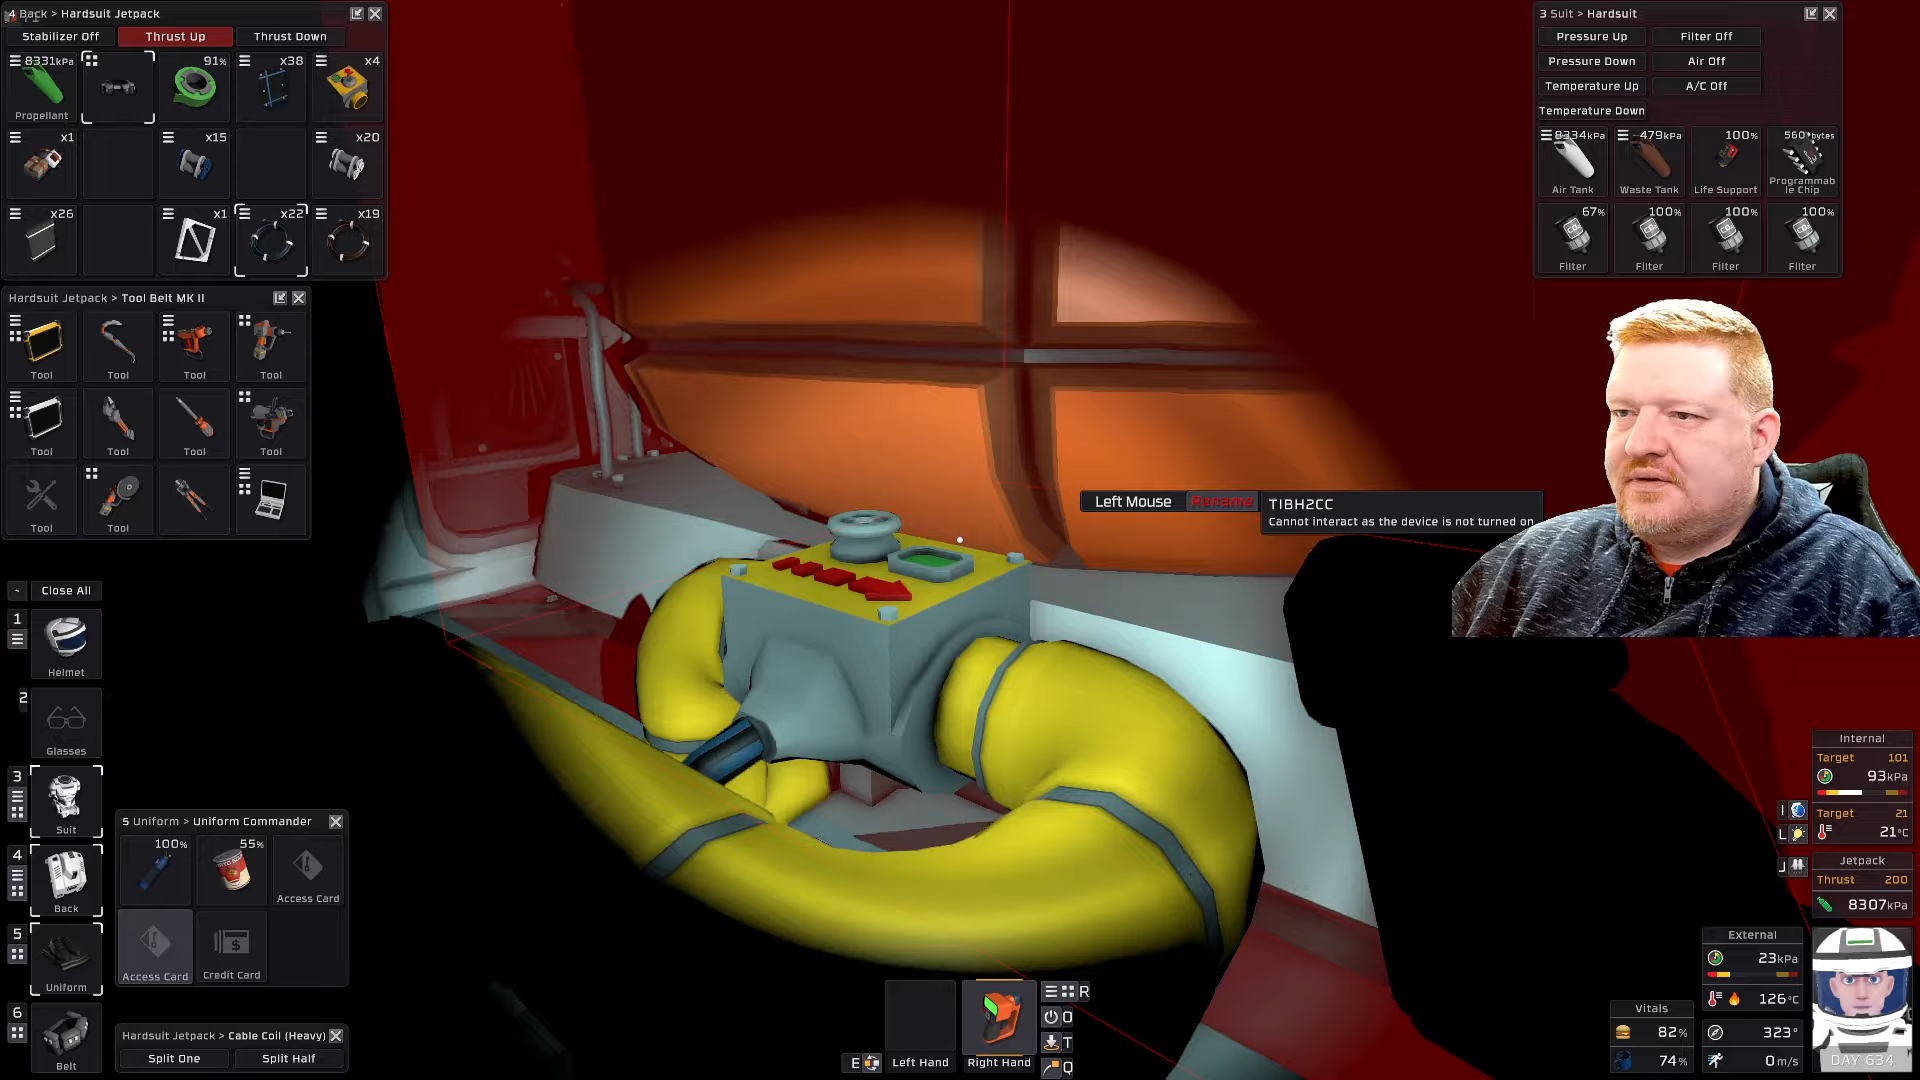 4 Back > Hardsuit Jetpack
Stabilizer Off
Thrust Up
Thrust Down
8331kPa
91%
x38
x4
Propellant
x1
x15
x20
x26
x1
x22
x19
Hardsuit Jetpack > Tool Belt MK II
Tool
Tool
Tool
Tool
Tool
Tool
Tool
Tool
Tool
Tool
~
Close All
1
Helmet
2
Glasses
3
Suit
4
Back
5
Uniform
6
Belt
5 Uniform > Uniform Commander
100%
55%
Access Card
Access Card
Credit Card
Hardsuit Jetpack > Cable Coil (Heavy)
Split One
Split Half
Left Mouse
Rename
TIBH2CC
Cannot interact as the device is not turned on
E
Left Hand
Right Hand
R
O
T
Q
3 Suit > Hardsuit
Pressure Up
Filter Off
Pressure Down
Air Off
Temperature Up
A/C Off
Temperature Down
8334kPa
479kPa
100%
Air Tank
Waste Tank
Life Support
Programmab
le Chip
67%
100%
100%
100%
Filter
Filter
Filter
Filter
Internal
Target 101
93kPa
I
Target 21
L
21°C
J
Jetpack
Thrust 200
8307kPa
External
23kPa
126°C
Vitals
82%
323°
74%
0m/s
DAY 634